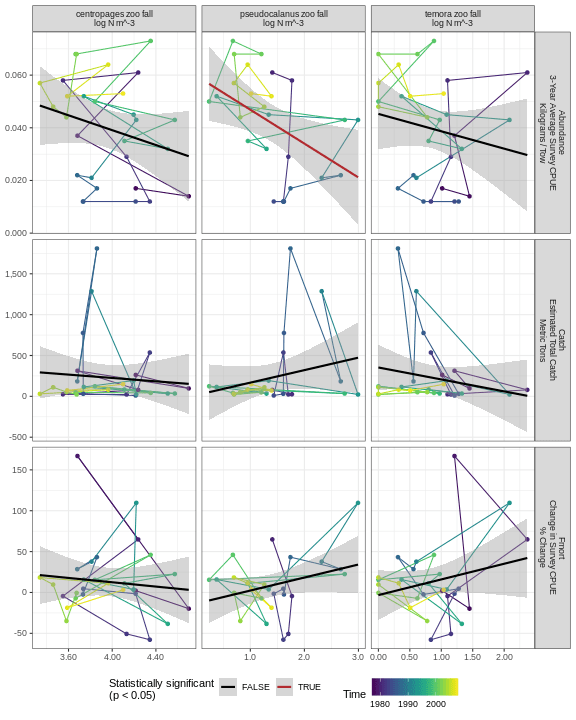 centropages zoo fall
log N m^-3
pseudocalanus zoo fall
log N m^-3
temora zoo fall
log N m^-3
0.060
0.040
0.020
0.000
Abundance
3-Year Average Survey CPUE
Kilograms / Tow
1,500
1,000
500
0
-500
Catch
Estimated Total Catch
Metric Tons
150
100
50
0
-50
Fmort
Change in Survey CPUE
% Change
3.60 4.00 4.40
1.0 2.0 3.0
0.00 0.50 1.00 1.50 2.00
Statistically significant
(p < 0.05)
FALSE
TRUE
Time
1980 1990 2000